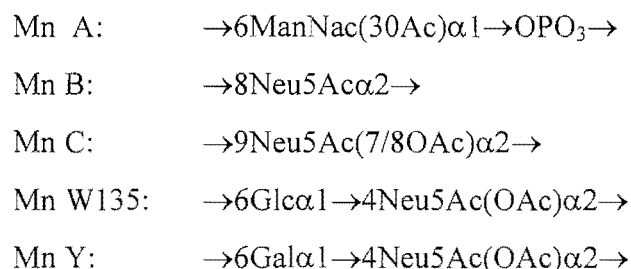 Mn A: →6ManNac(30Ac)α1→OPO₃→
Mn B: →8Neu5Acα2→
Mn C: →9Neu5Ac(7/8OAc)α2→
Mn W135: →6Glcα1→4Neu5Ac(OAc)α2→
Mn Y: →6Galα1→4Neu5Ac(OAc)α2→